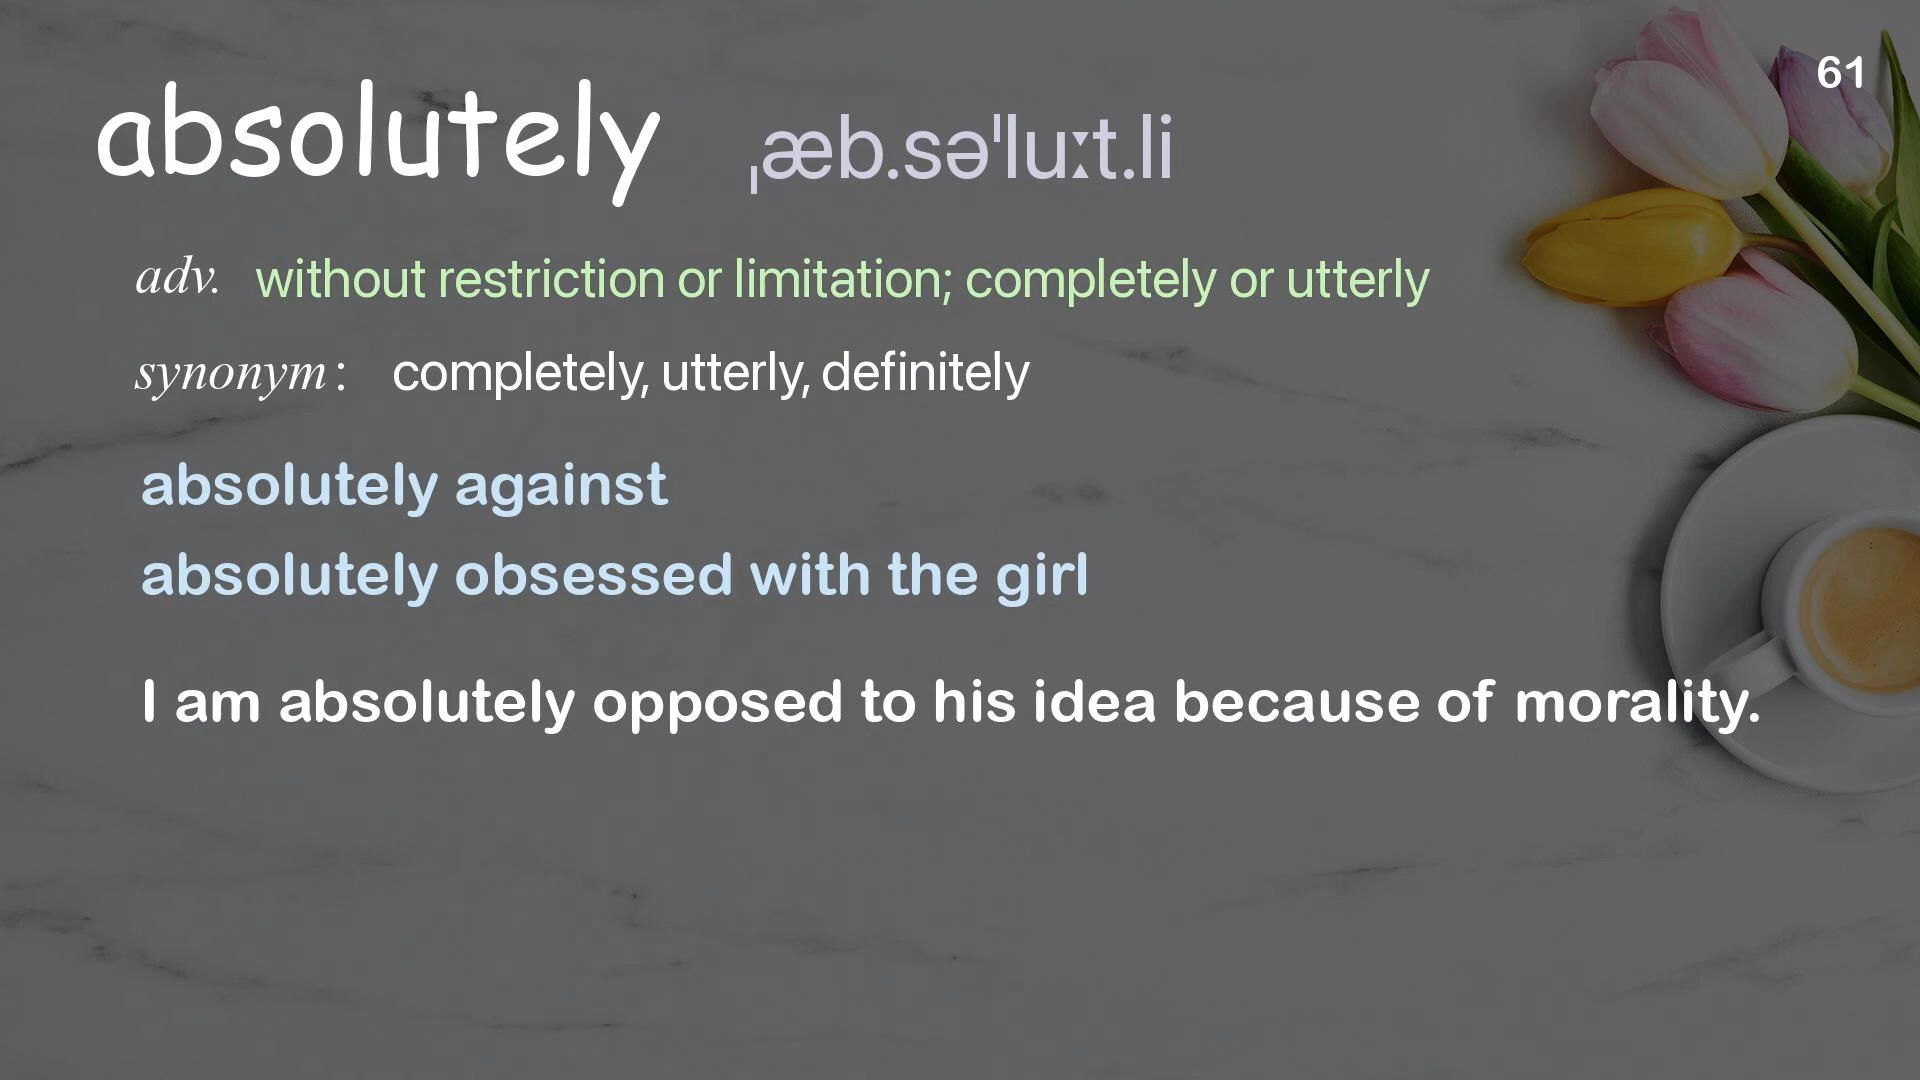 61
absolutely ˌæb.səˈluːt.li
adv. without restriction or limitation; completely or utterly
synonym : completely, utterly, definitely
absolutely against
absolutely obsessed with the girl
I am absolutely opposed to his idea because of morality.